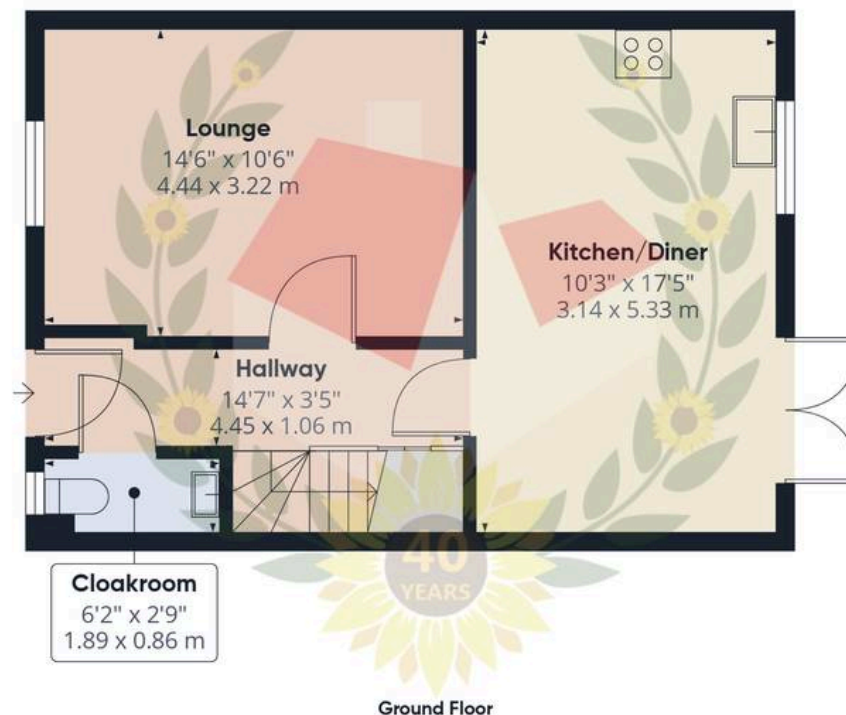 Lounge
14'6" x 10'6"
4.44 x 3.22 m
Kitchen/Diner
10'3" x 17'5"
3.14 x 5.33 m
Hallway
14'7" x 3'5"
4.45 x 1.06 m
40
YEARS
Cloakroom
6'2" x 2'9"
1.89 x 0.86 m
Ground Floor